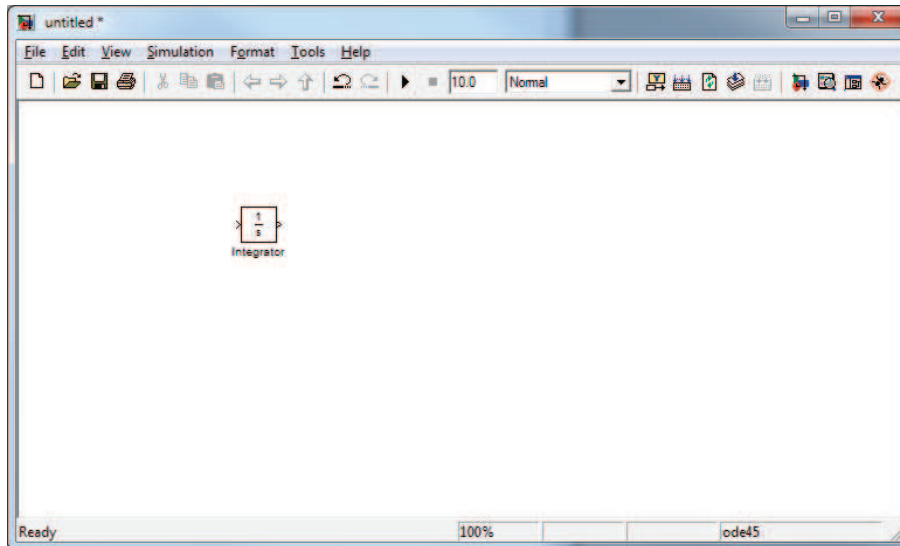 untitled *
File Edit View Simulation Format Tools Help
10.0 Normal
1
s
Integrator
Ready 100% ode45